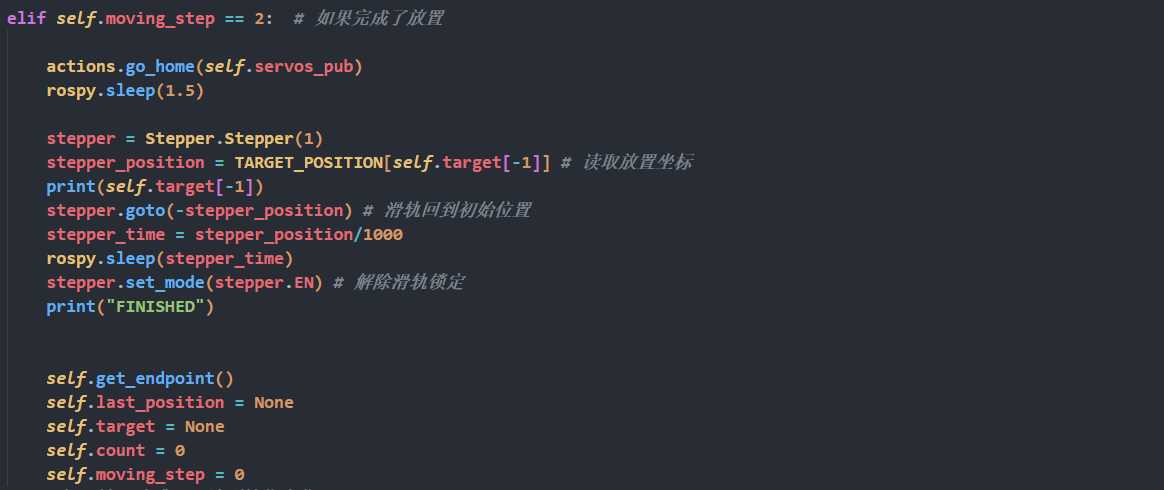 elif self.moving_step == 2:  # 如果完成了放置
actions.go_home(self.servos_pub)
rospy.sleep(1.5)
stepper = Stepper.Stepper(1)
stepper_position = TARGET_POSITION[self.target[-1]] # 读取放置坐标
print(self.target[-1])
stepper.goto(-stepper_position) # 滑轨回到初始位置
stepper_time = stepper_position/1000
rospy.sleep(stepper_time)
stepper.set_mode(stepper.EN) # 解除滑轨锁定
print("FINISHED")
self.get_endpoint()
self.last_position = None
self.target = None
self.count = 0
self.moving_step = 0